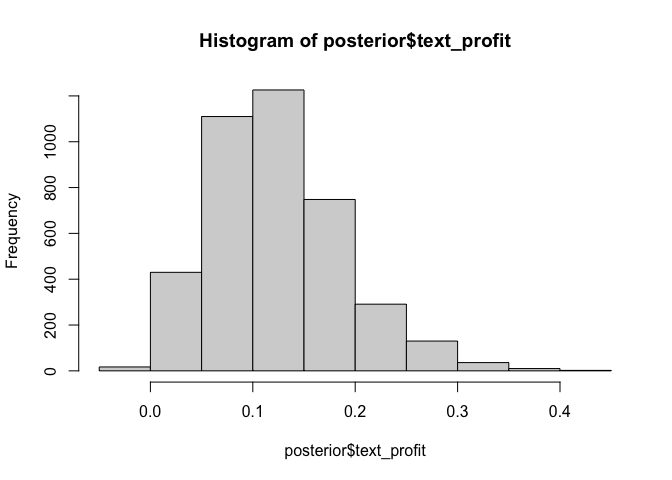 Histogram of posterior$text_profit
Frequency
0 200 400 600 800 1000
0.0 0.1 0.2 0.3 0.4
posterior$text_profit